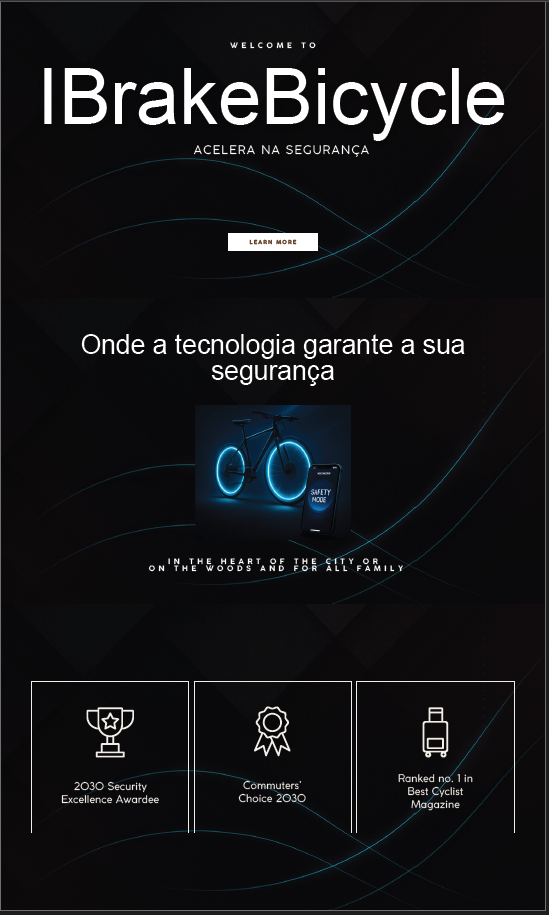 WELCOME TO
IBrakeBicycle
ACELERA NA SEGURANÇA
LEARN MORE
Onde a tecnologia garante a sua
segurança
SAFETY
MODE
IN THE HEART OF THE CITY OR
ON THE WOODS AND FOR ALL FAMILY
2030 Security
Excellence Awardee
Commuters'
Choice 2030
Ranked no. 1 in
Best Cyclist
Magazine